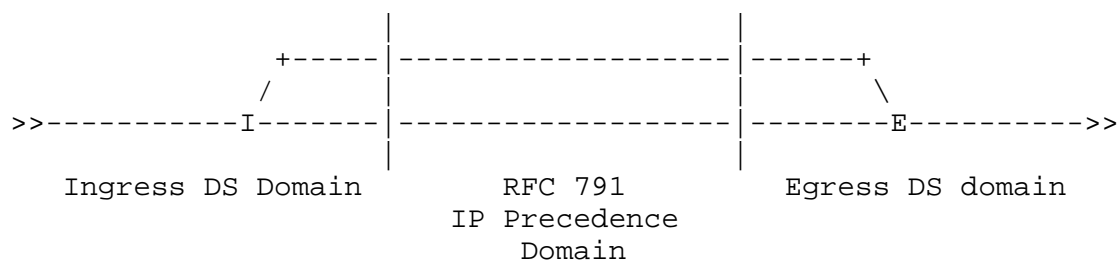 |                           |
                      +-----|---------------------------|------+
                     /      |                           |       \
>>-----------I-------|---------------------------|---------E--------->>
                               |                           |
Ingress DS Domain        RFC 791        Egress DS domain
IP Precedence
Domain